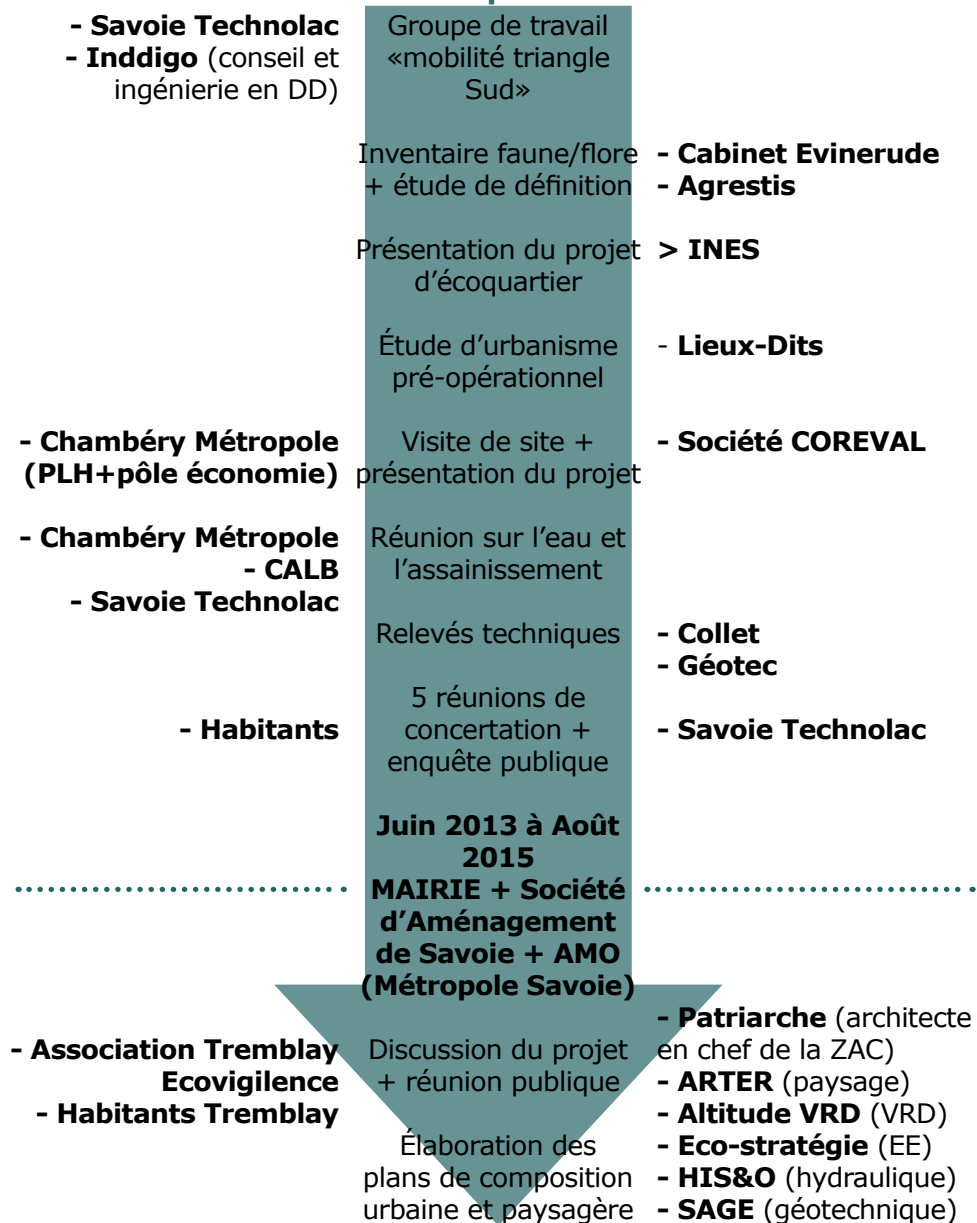 - Savoie Technolac
- Inddigo (conseil et
ingénierie en DD)
Groupe de travail
«mobilité triangle
Sud»
Inventaire faune/flore
+ étude de définition
- Cabinet Evinerude
- Agrestis
Présentation du projet
d'écoquartier
> INES
Étude d'urbanisme
pré-opérationnel
- Lieux-Dits
- Chambéry Métropole
(PLH+pôle économie)
Visite de site +
présentation du projet
- Société COREVAL
- Chambéry Métropole
- CALB
- Savoie Technolac
Réunion sur l'eau et
l'assainissement
Relevés techniques
- Collet
- Géotec
- Habitants
5 réunions de
concertation +
enquête publique
- Savoie Technolac
Juin 2013 à Août
2015
MAIRIE + Société
d'Aménagement
de Savoie + AMO
(Métropole Savoie)
- Association Tremblay
Ecovigilence
- Habitants Tremblay
Discussion du projet
+ réunion publique
Élaboration des
plans de composition
urbaine et paysagère
- Patriarche (architecte
en chef de la ZAC)
- ARTER (paysage)
- Altitude VRD (VRD)
- Eco-stratégie (EE)
- HIS&O (hydraulique)
- SAGE (géotechnique)